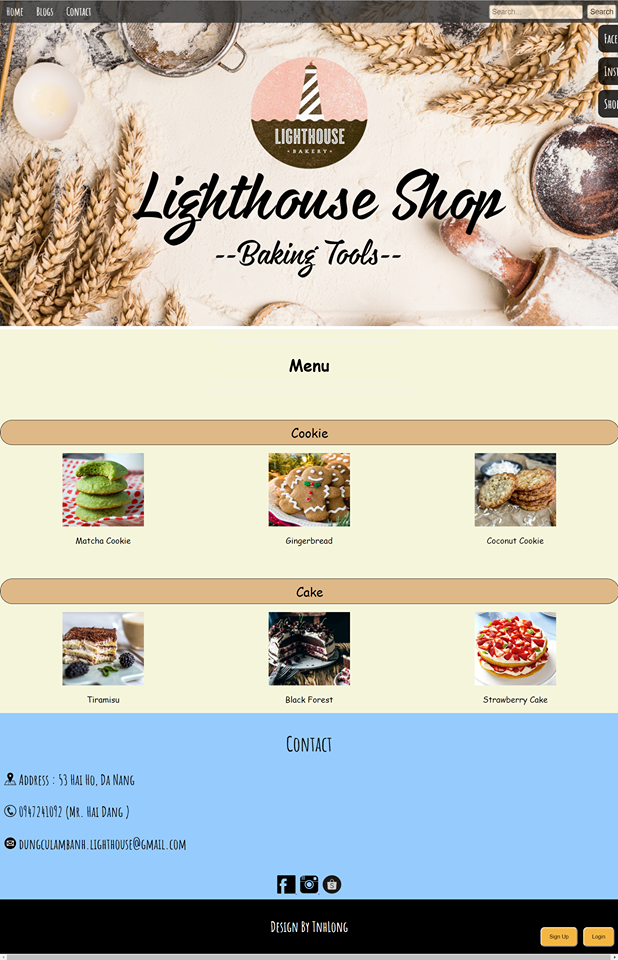 Home Blogs Contact Search... Search
Face
Inst
Shop
LIGHTHOUSE
• BAKERY •
Lighthouse Shop
--Baking Tools--
Menu
Cookie
Matcha Cookie Gingerbread Coconut Cookie
Cake
Tiramisu Black Forest Strawberry Cake
Contact
Address : 53 Hai Ho, Da Nang
0947241092 (Mr. Hai Dang )
dungculambanh.lighthouse@gmail.com
Design By TnhLong
Sign Up Login